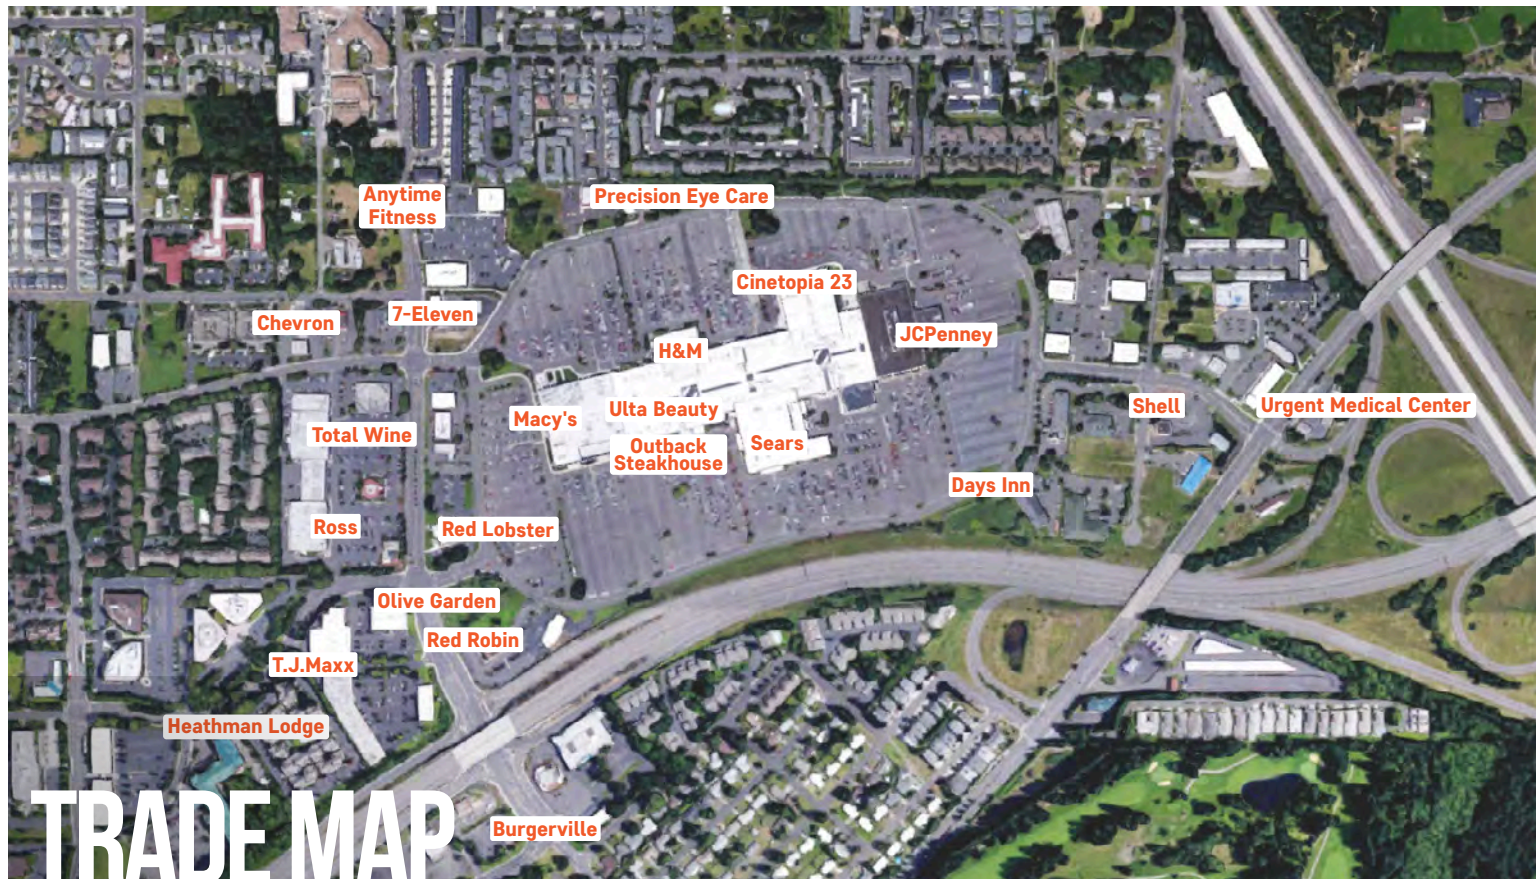 Anytime
Fitness
Precision Eye Care
Cinetopia 23
7-Eleven
Chevron
JCPenney
H&M
Ulta Beauty
Macy's
Shell
Urgent Medical Center
Total Wine
Outback
Steakhouse
Sears
Days Inn
Ross
Red Lobster
Olive Garden
Red Robin
T.J.Maxx
Heathman Lodge
Burgerville
TRADE MAP